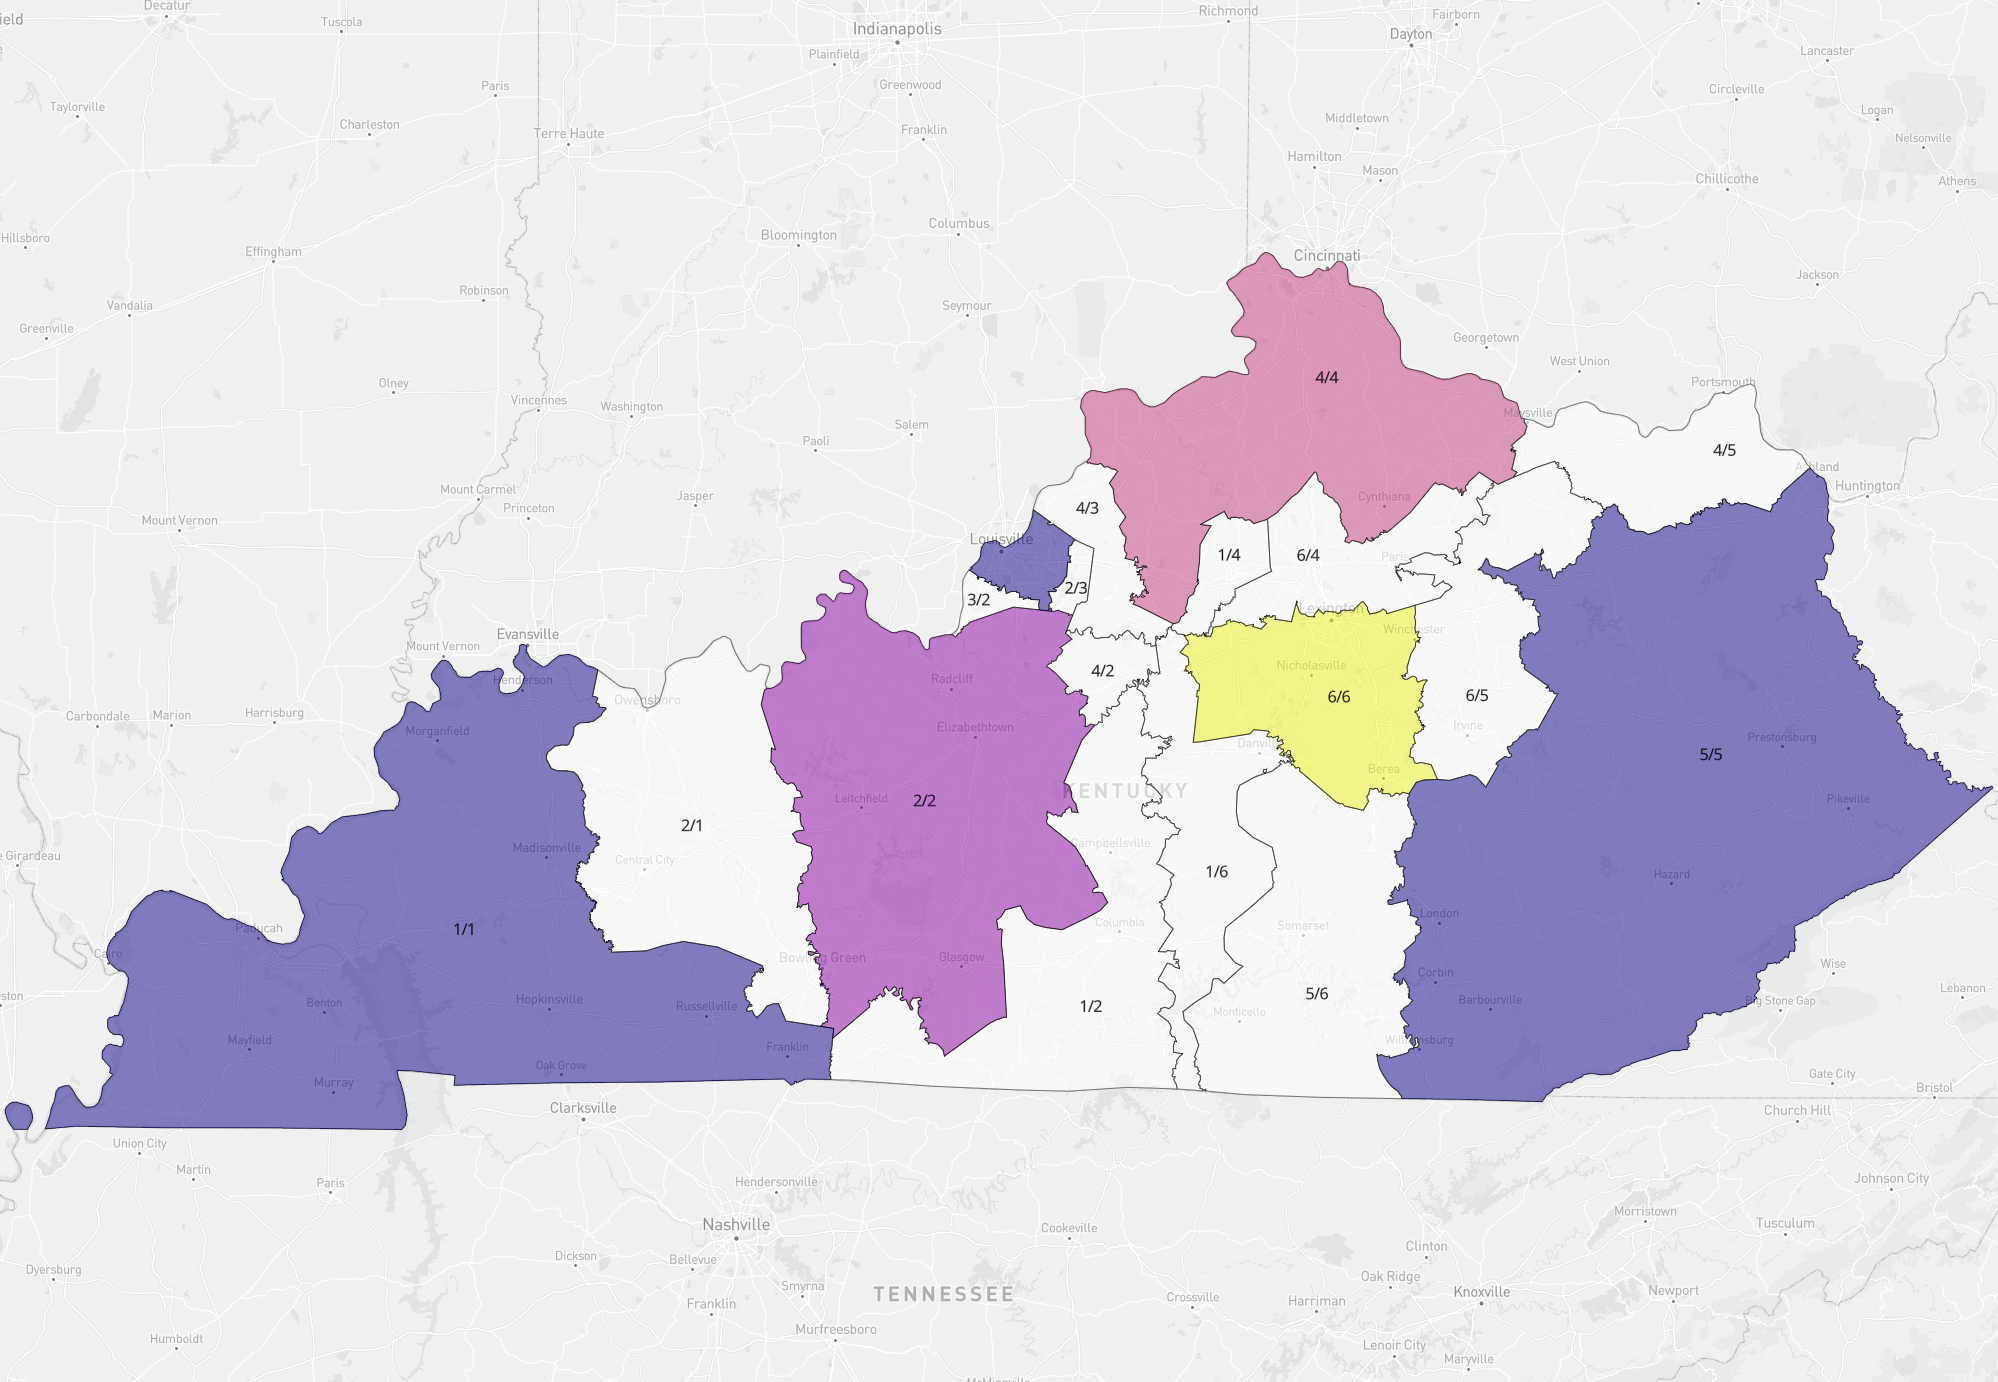 Decatur
Tuscola
Indianapolis
Richmond
Dayton
Fairborn
Lancaster
Plainfield
Paris
Greenwood
Circleville
Taylorville
Charleston
Terre Haute
Franklin
Middletown
Logan
Nelsonville
Hamilton
Mason
Chillicothe
Athens
Hillsboro
Effingham
Bloomington
Columbus
Cincinnati
Jackson
Vandalia
Robinson
Seymour
Greenville
Georgetown
West Union
Portsmouth
Olney
Vincennes
Washington
4/4
Maysville
Salem
Paoli
4/5
Ashland
Huntington
Mount Carmel
Jasper
Cynthiana
Princeton
4/3
Mount Vernon
Louisville
1/4
6/4
Paris
2/3
3/2
Lexington
Evansville
Winchester
Mount Vernon
4/2
Nicholasville
Henderson
Radcliff
6/6
6/5
Owensboro
Carbondale
Marion
Harrisburg
Morganfield
Elizabethtown
Irvine
Danville
Prestonsburg
5/5
Berea
KENTUCKY
Leitchfield
2/2
Pikeville
2/1
Madisonville
Campbellsville
e Girardeau
Central City
1/6
Hazard
London
1/1
Paducah
Columbia
Somerset
Cairo
Bowling Green
Glasgow
Corbin
Wise
Lebanon
5/6
Hopkinsville
Benton
Russellville
1/2
Barbourville
Big Stone Gap
Monticello
Mayfield
Franklin
Williamsburg
Oak Grove
Murray
Gate City
Bristol
Clarksville
Church Hill
Union City
Martin
Paris
Hendersonville
Johnson City
Nashville
Cookeville
Morristown
Tusculum
Dickson
Bellevue
Clinton
Dyersburg
Smyrna
TENNESSEE
Crossville
Oak Ridge
Harriman
Knoxville
Newport
Franklin
Humboldt
Murfreesboro
Lenoir City
Maryville